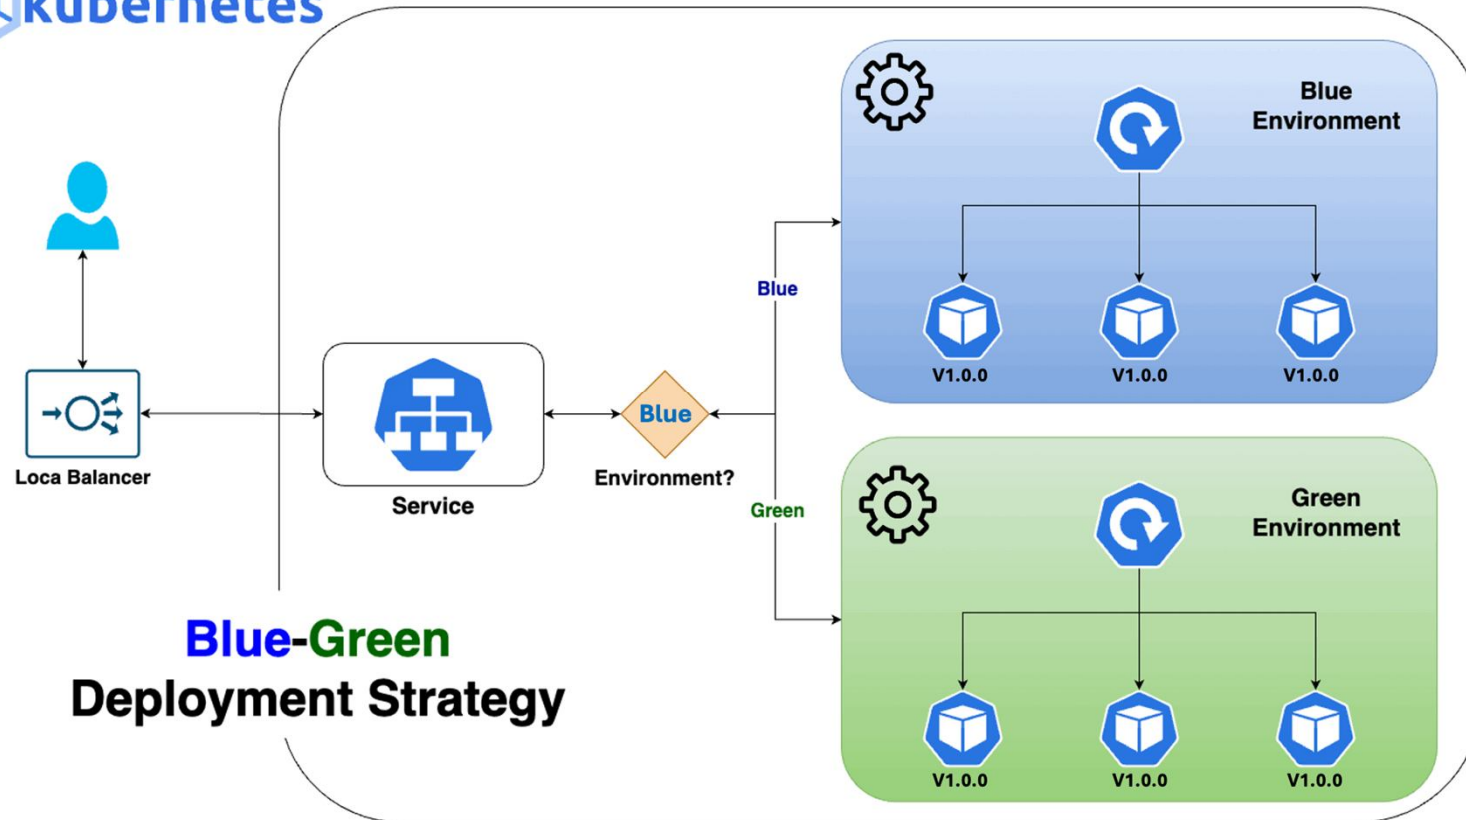 kubernetes
Blue
Environment
V1.0.0 V1.0.0 V1.0.0
Blue
Blue
Environment?
Loca Balancer
Service
Green
Green
Environment
V1.0.0 V1.0.0 V1.0.0
Blue-Green
Deployment Strategy